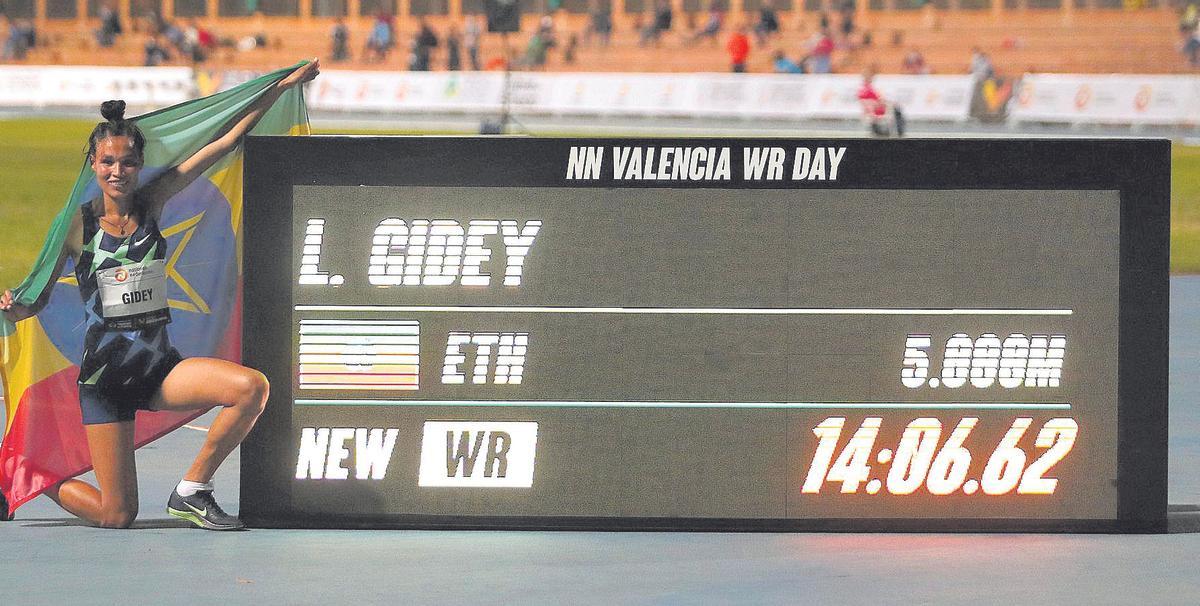 NN VALENCIA WR DAY
L. GIDEY
ETH 5.000M
NEW WR 14:06.62
GIDEY